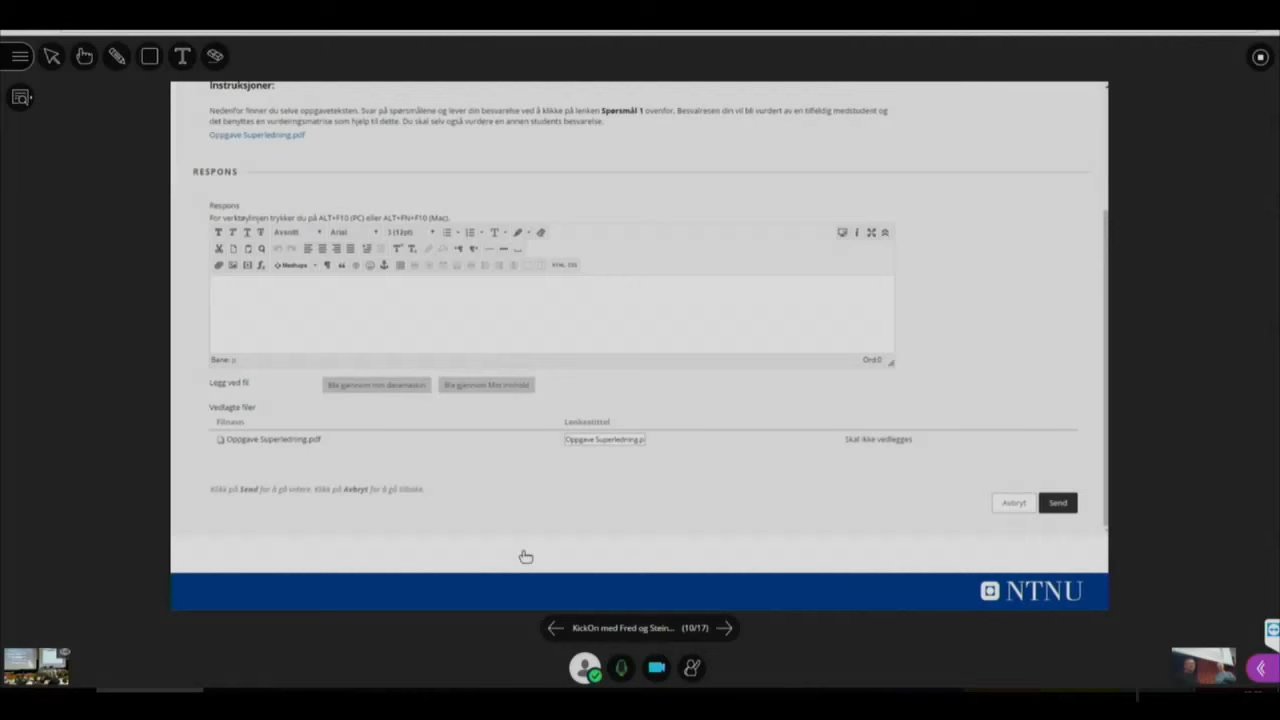 Instruksjoner:
Nedenfor finner du selve oppgaveteksten. Svar på spørsmålene og lever din besvarelse ved å klikke på lenken Spørsmål 1 ovenfor. Besvalresen din vil bli vurdert av en tilfeldig medstudent og
det benyttes en vurderingsmatrise som hjelp til dette. Du skal selv også vurdere en annen students besvarelse.
Oppgave Superledning.pdf
RESPONS
Respons
For verktøylinjen trykker du på ALT+F10 (PC) eller ALT+FN+F10 (Mac).
T T T T Avsnitt Arial 3 (12pt)
Mashups HTML CSS
Bane: p Ord:0
Legg ved fil Bla gjennom min datamaskin Bla gjennom Mitt innhold
Vedlagte filer
Filnavn Lenketittel
Oppgave Superledning.pdf Oppgave Superledning.p Skal ikke vedlegges
Klikk på Send for å gå videre. Klikk på Avbryt for å gå tilbake.
Avbryt Send
NTNU
KickOn med Fred og Stein... (10/17)